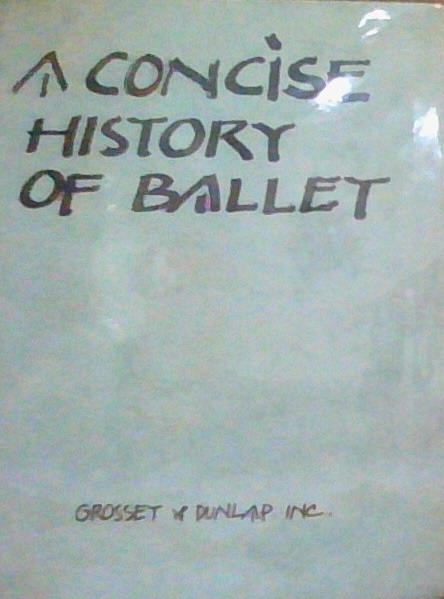 A CONCISE
HISTORY
OF BALLET
GROSSET & DUNLAP INC.